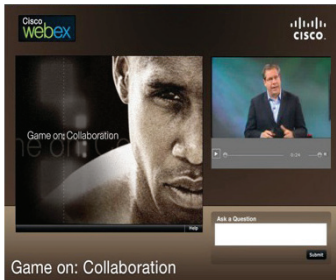 Cisco
webex
CISCO.
Game on: Collaboration
Help
Ask a Question
Submit
Game on: Collaboration